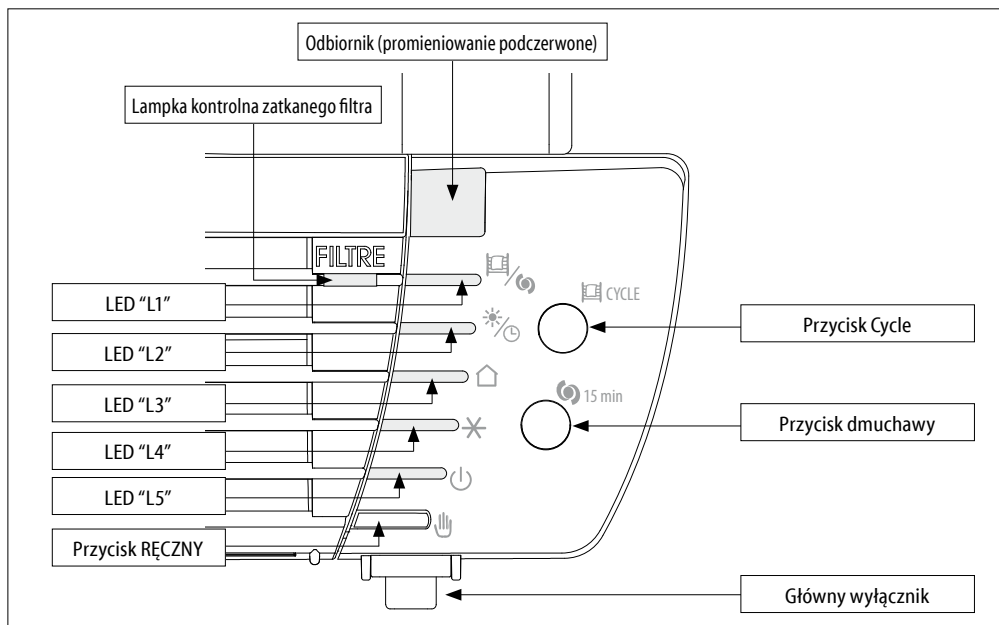 Odbiornik (promieniowanie podczerwone)
Lampka kontrolna zatkanego filtra
FILTRE
LED “L1”
CYCLE
LED “L2”
Przycisk Cycle
LED “L3”
15 min
LED “L4”
Przycisk dmuchawy
LED “L5”
Przycisk RĘCZNY
Główny wyłącznik